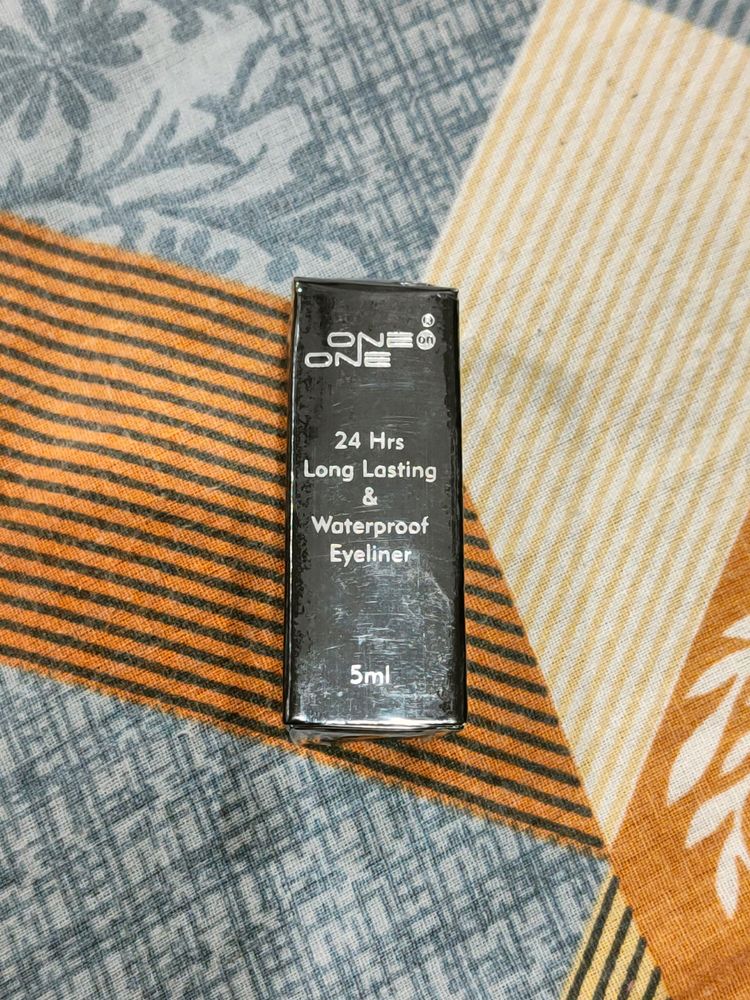 ONE on
ONE
24 Hrs
Long Lasting
&
Waterproof
Eyeliner
5ml